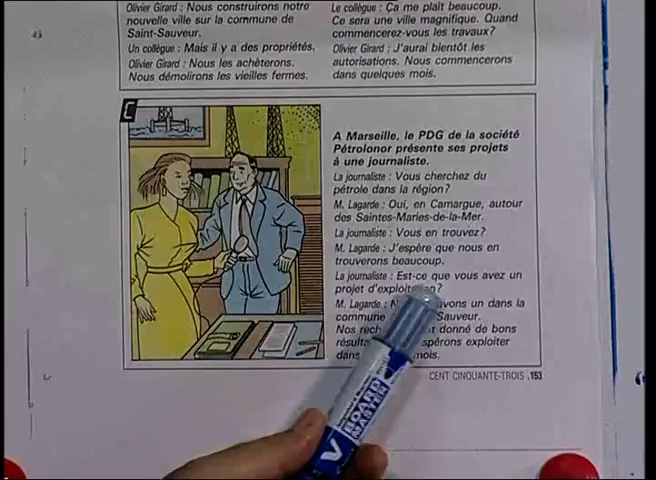 Olivier Girard : Nous construirons notre
nouvelle ville sur la commune de
Saint-Sauveur.
Un collègue : Mais il y a des propriétés.
Olivier Girard : Nous les achèterons.
Nous démolirons les vieilles fermes.
Le collègue : Ça me plaît beaucoup.
Ce sera une ville magnifique. Quand
commencerez-vous les travaux?
Olivier Girard : J'aurai bientôt les
autorisations. Nous commencerons
dans quelques mois.
C
A Marseille, le PDG de la société
Pétrolonor présente ses projets
à une journaliste.
La journaliste : Vous cherchez du
pétrole dans la région?
M. Lagarde : Oui, en Camargue, autour
des Saintes-Maries-de-la-Mer.
La journaliste : Vous en trouvez?
M. Lagarde : J'espère que nous en
trouverons beaucoup.
La journaliste : Est-ce que vous avez un
projet d'exploit
M. Lagarde : avons un dans la
commune Sauveur.
Nos donné de bons
exploiter
dans mois.
CENT CINQUANTE-TROIS .153
V BOARD MASTER